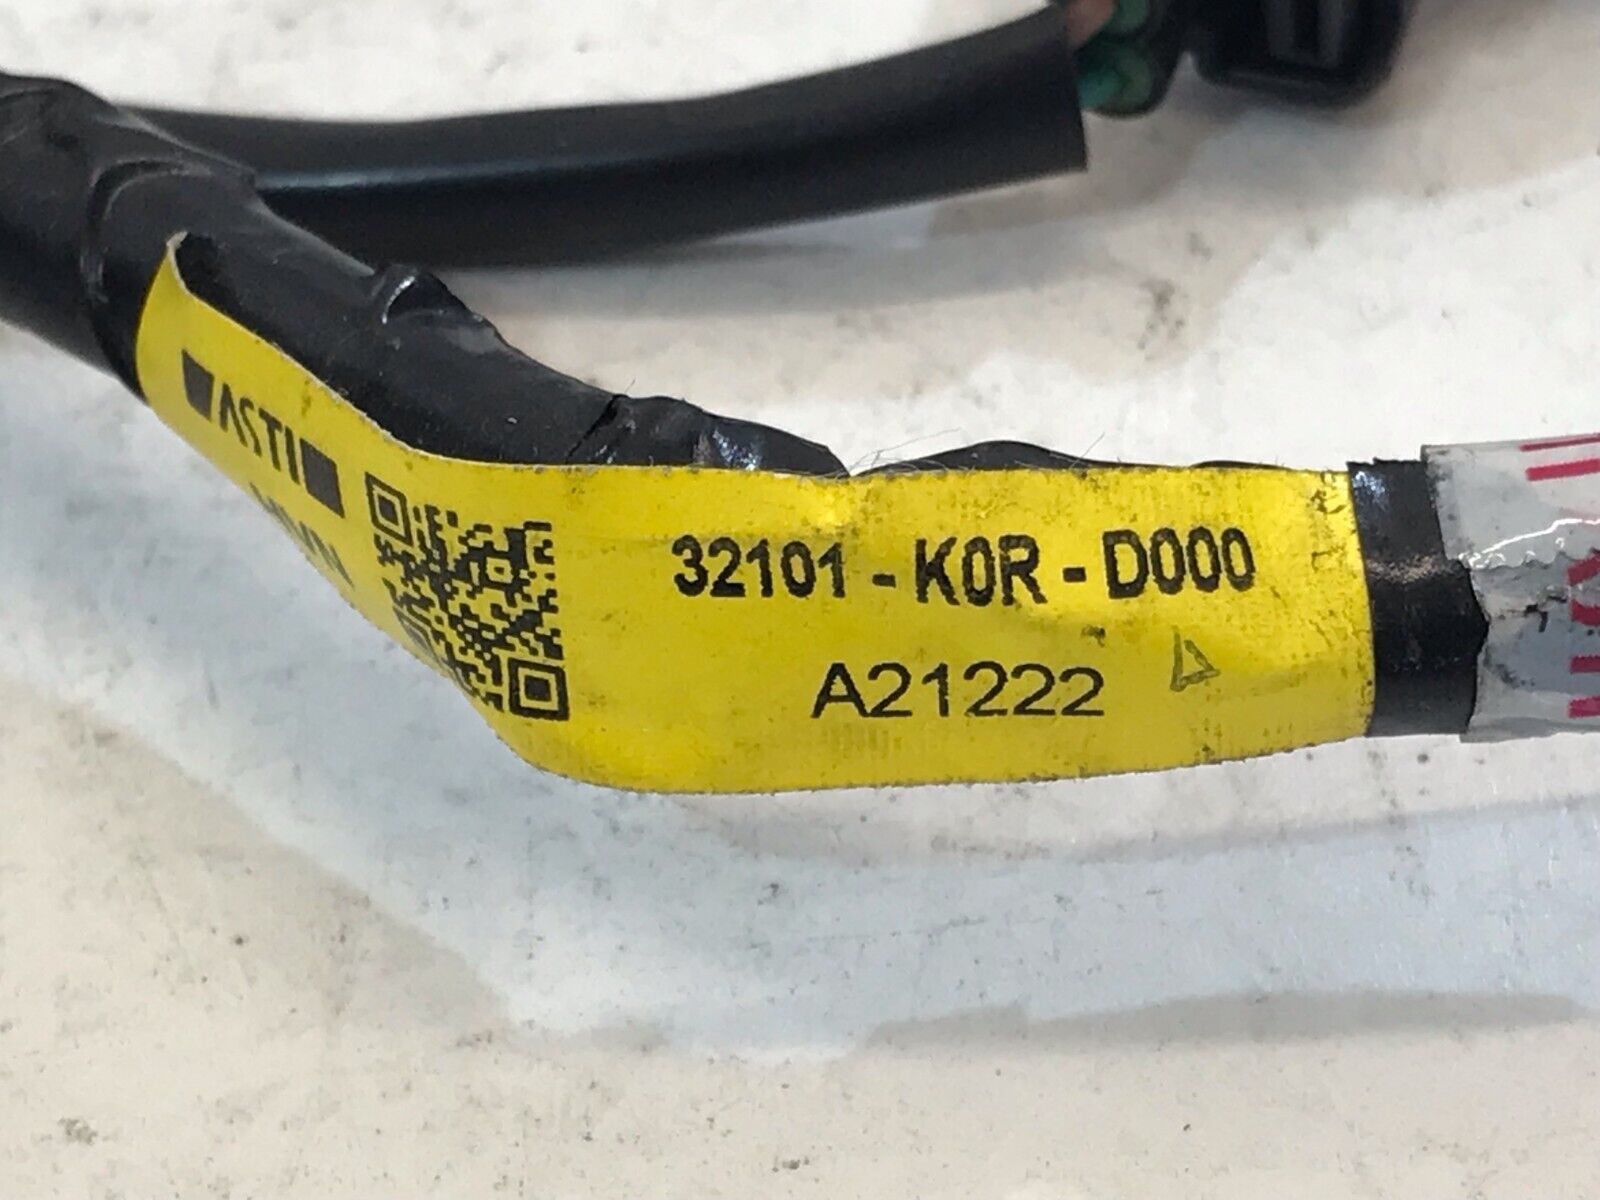 ASTI
32101 - K0R - D000
A21222